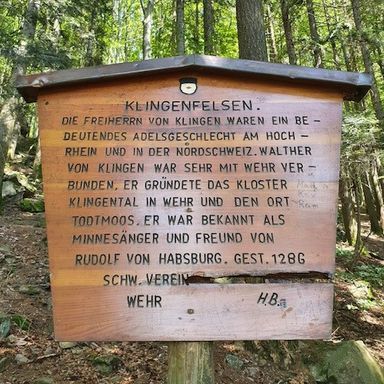 KLINGENFELSEN.
DIE FREIHERRN VON KLINGEN WAREN EIN BE-
DEUTENDES ADELSGESCHLECHT AM HOCH-
RHEIN UND IN DER NORDSCHWEIZ. WALTHER
VON KLINGEN WAR SEHR MIT WEHR VER-
BUNDEN, ER GRÜNDETE DAS KLOSTER
KLINGENTAL IN WEHR UND DEN ORT
TODTMOOS. ER WAR BEKANNT ALS
MINNESÄNGER UND FREUND VON
RUDOLF VON HABSBURG. GEST. 1286
SCHW. VEREIN
WEHR H.B.